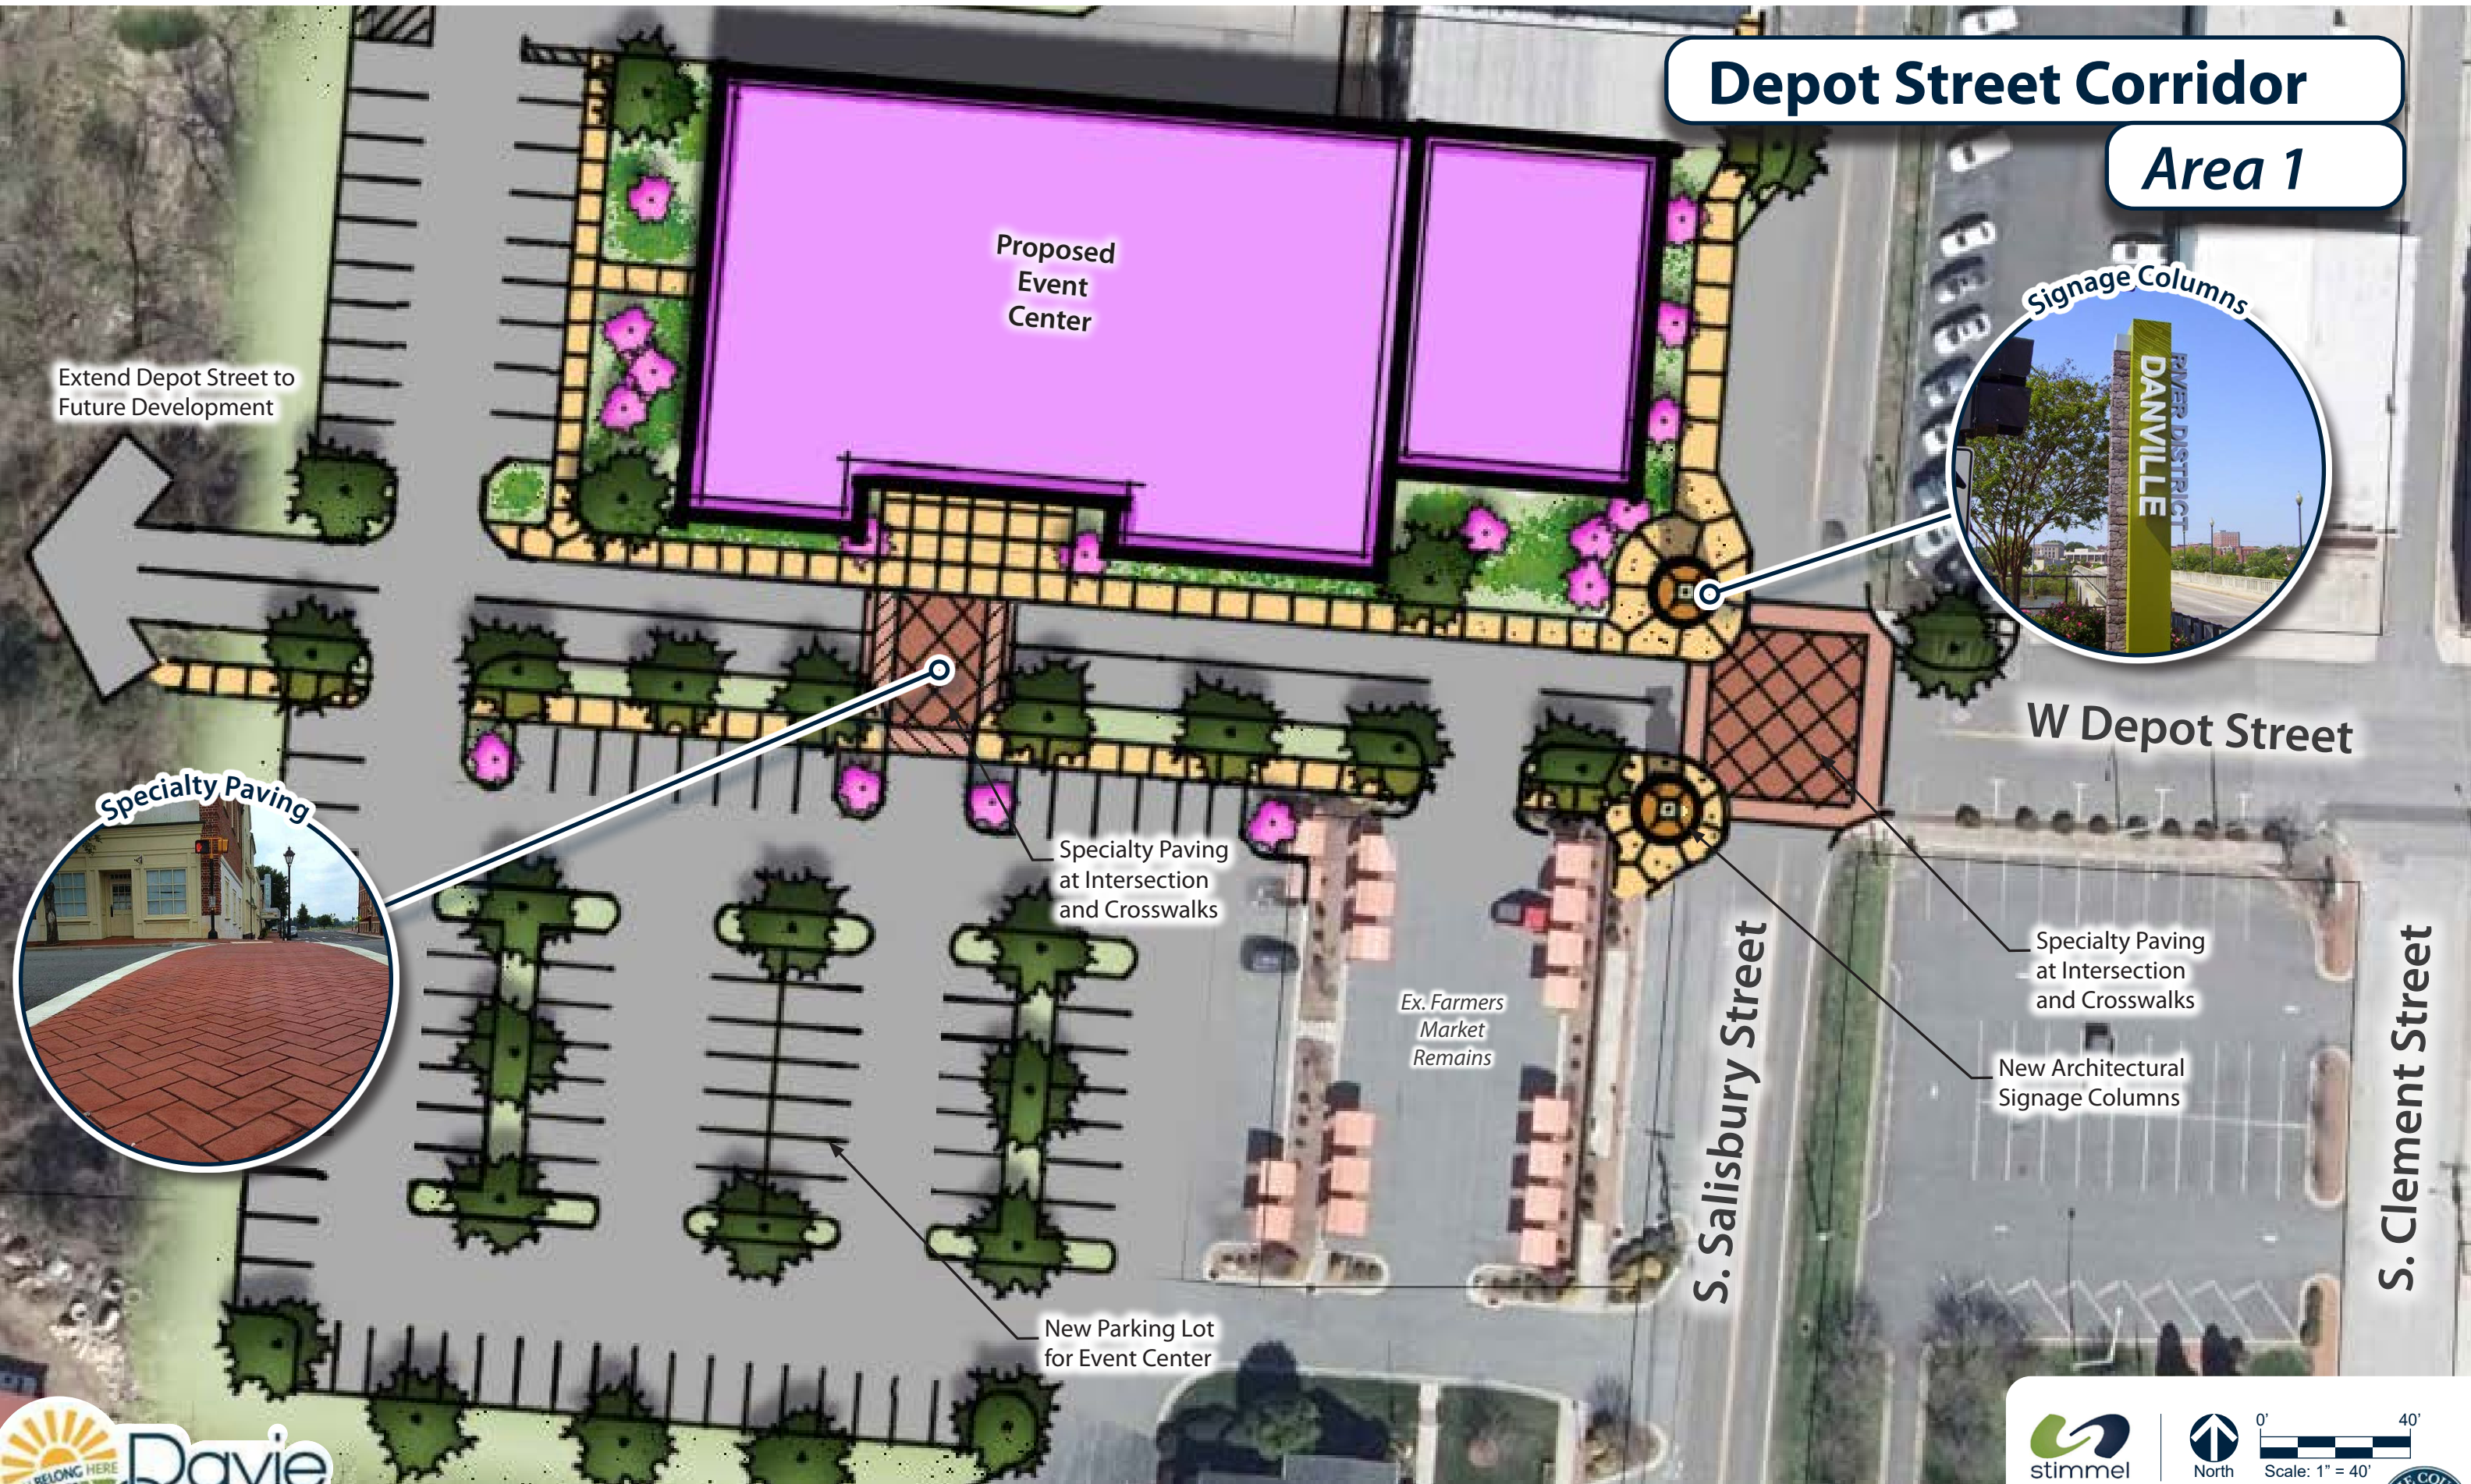 Depot Street Corridor
Area 1
Proposed
Event
Center
Signage Columns
RIVER DISTRICT
DANVILLE
Extend Depot Street to
Future Development
W Depot Street
Specialty Paving
Specialty Paving
at Intersection
and Crosswalks
Specialty Paving
at Intersection
and Crosswalks
Ex. Farmers
Market
Remains
S. Salisbury Street
S. Clement Street
New Architectural
Signage Columns
New Parking Lot
for Event Center
BELONG HERE
Davie
stimmel
North
0'
40'
Scale: 1" = 40'